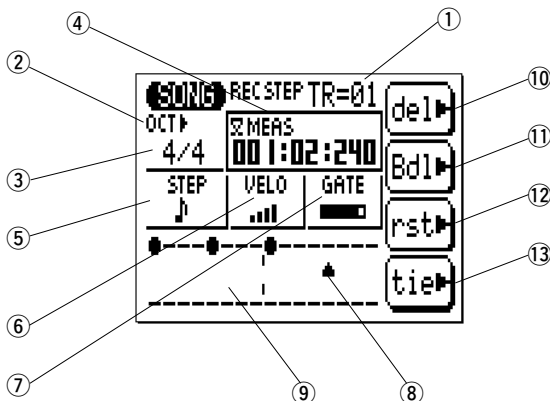 ① 
④
②
SONG REC STEP TR=01
del
⑩
OCT
MEAS
4/4
001:02:240
Bdl
⑪
③
STEP VELO GATE
rst
⑫
⑤
tie
⑬
⑥
⑦
⑨
⑧